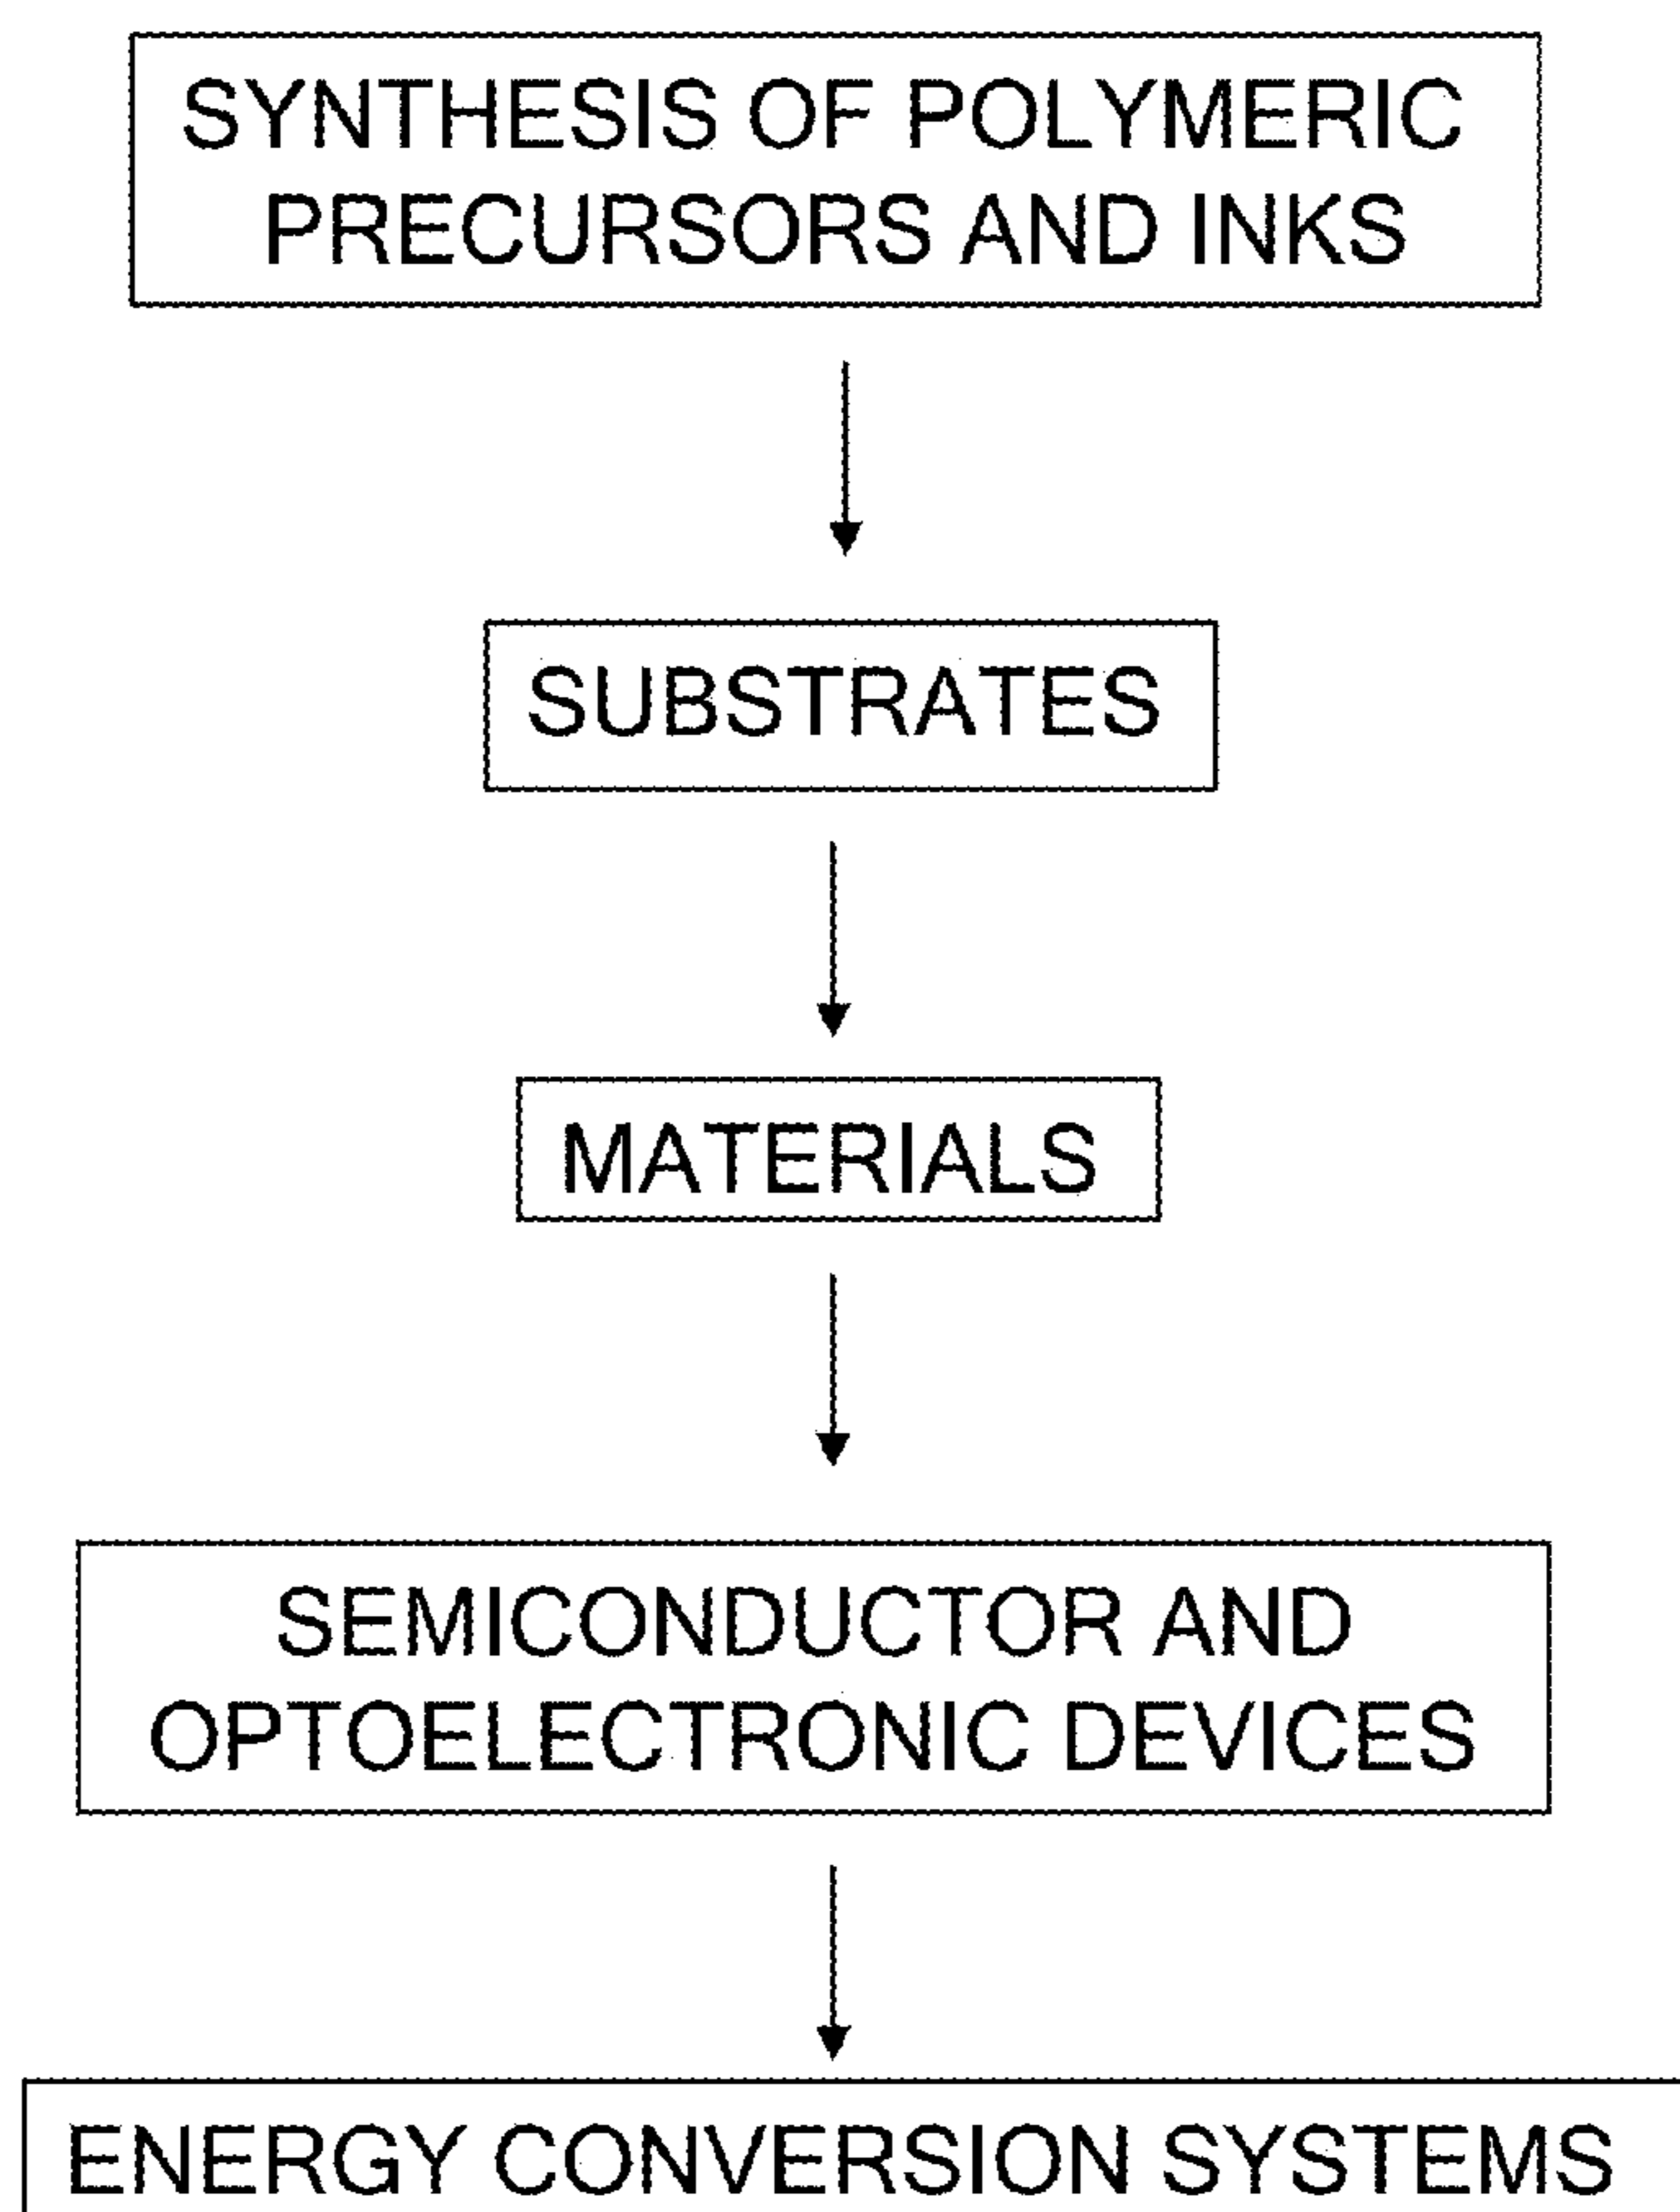 SYNTHESIS OF POLYMERIC
PRECURSORS AND INKS
SUBSTRATES
MATERIALS
SEMICONDUCTOR AND
OPTOELECTRONIC DEVICES
ENERGY CONVERSION SYSTEMS